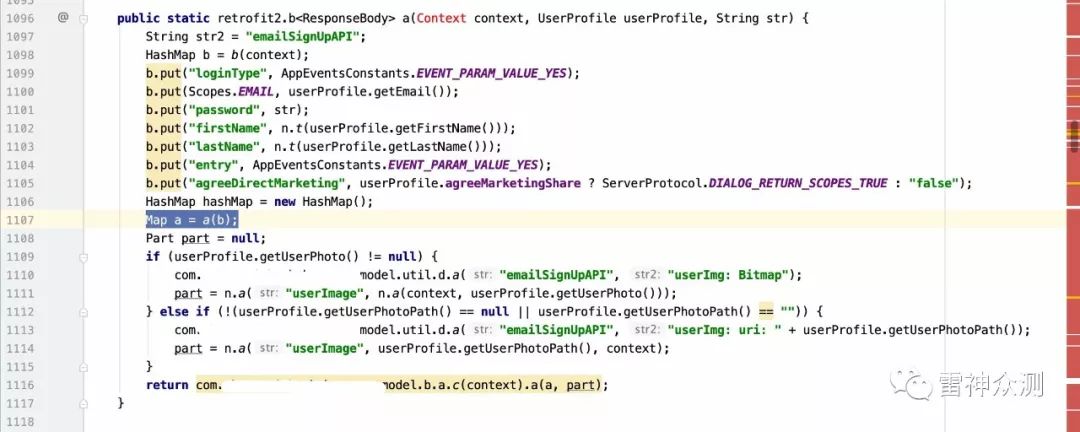 1095
1096 @ public static retrofit2.b<ResponseBody> a(Context context, UserProfile userProfile, String str) {
1097 String str2 = "emailSignUpAPI";
1098 HashMap b = b(context);
1099 b.put("loginType", AppEventsConstants.EVENT_PARAM_VALUE_YES);
1100 b.put(Scopes.EMAIL, userProfile.getEmail());
1101 b.put("password", str);
1102 b.put("firstName", n.t(userProfile.getFirstName()));
1103 b.put("lastName", n.t(userProfile.getLastName()));
1104 b.put("entry", AppEventsConstants.EVENT_PARAM_VALUE_YES);
1105 b.put("agreeDirectMarketing", userProfile.agreeMarketingShare ? ServerProtocol.DIALOG_RETURN_SCOPES_TRUE : "false");
1106 HashMap hashMap = new HashMap();
1107 Map a = a(b);
1108 Part part = null;
1109 if (userProfile.getUserPhoto() != null) {
1110 com. model.util.d.a( str: "emailSignUpAPI", str2: "userImg: Bitmap");
1111 part = n.a( str: "userImage", n.a(context, userProfile.getUserPhoto()));
1112 } else if (!(userProfile.getUserPhotoPath() == null || userProfile.getUserPhotoPath() == "")) {
1113 com. model.util.d.a( str: "emailSignUpAPI", str2: "userImg: uri: " + userProfile.getUserPhotoPath());
1114 part = n.a( str: "userImage", userProfile.getUserPhotoPath(), context);
1115 }
1116 return com. model.b.a.c(context).a(a, part);
1117 }
1118
雷神众测